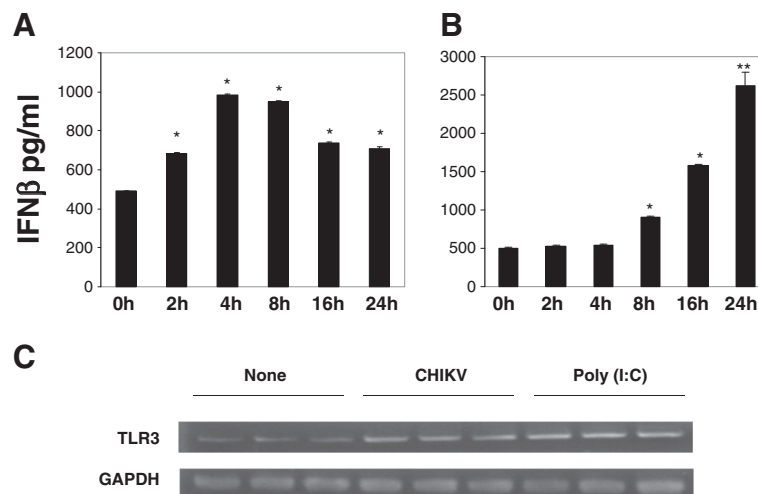 A
B
IFNβ pg/ml
1200
1000
800
600
400
200
0
*
*
*
*
*
0h 2h 4h 8h 16h 24h
3000
2500
2000
1500
1000
500
0
*
*
**
0h 2h 4h 8h 16h 24h
C
None CHIKV Poly (I:C)
TLR3
GAPDH